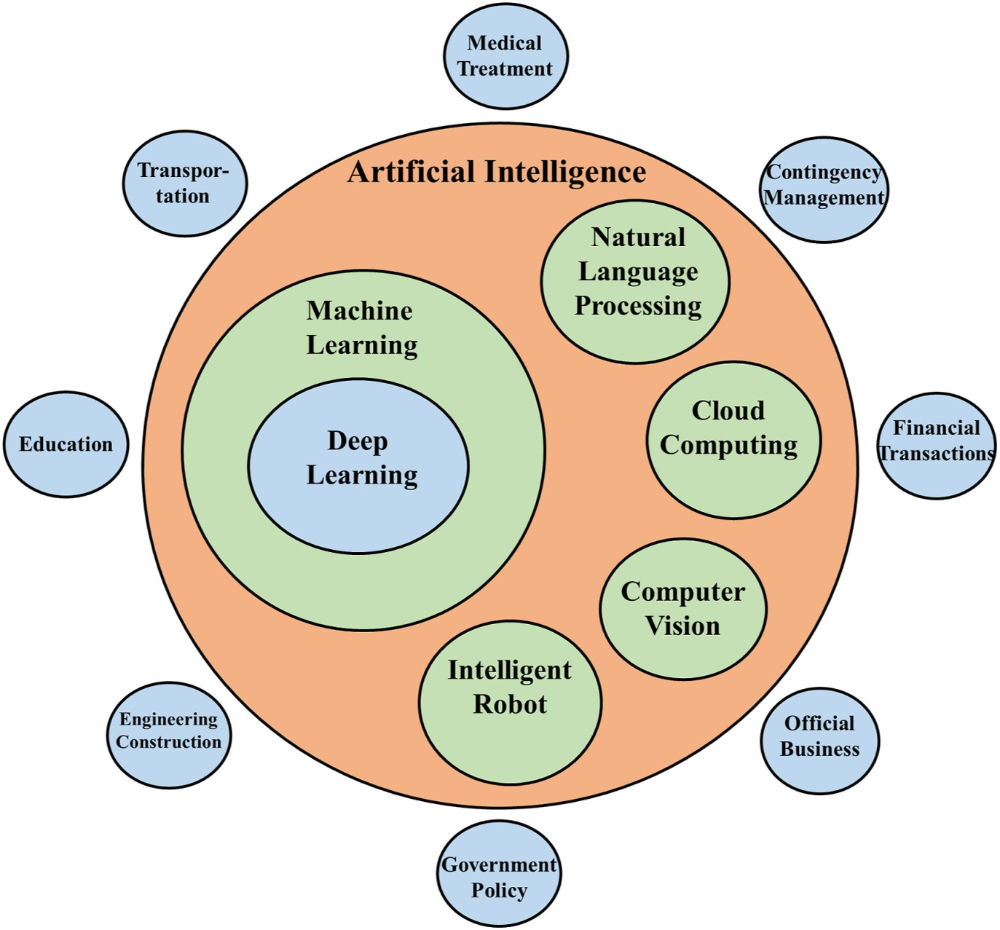 Medical
Treatment
Transpor-
tation
Contingency
Management
Artificial Intelligence
Natural
Language
Processing
Machine
Learning
Deep
Learning
Cloud
Computing
Education
Financial
Transactions
Computer
Vision
Intelligent
Robot
Engineering
Construction
Official
Business
Government
Policy